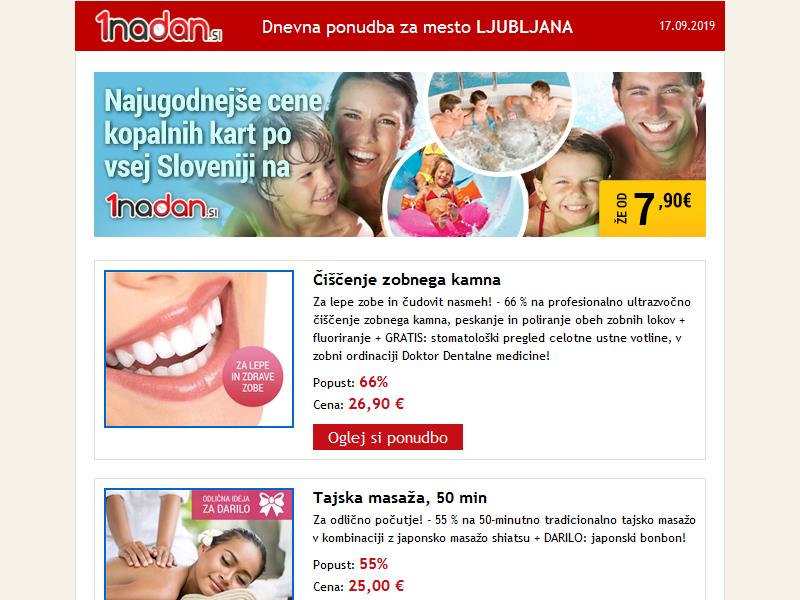 1nadan.si
Dnevna ponudba za mesto LJUBLJANA
17.09.2019
Najugodnejše cene
kopalnih kart po
vsej Sloveniji na
1nadan.si
ŽE OD 7,90€
Čiščenje zobnega kamna
Za lepe zobe in čudovit nasmeh! - 66 % na profesionalno ultrazvočno
čiščenje zobnega kamna, peskanje in poliranje obeh zobnih lokov +
fluoriranje + GRATIS: stomatološki pregled celotne ustne votline, v
zobni ordinaciji Doktor Dentalne medicine!
ZA LEPE
IN ZDRAVE
ZOBE
Popust: 66%
Cena: 26,90 €
Oglej si ponudbo
ODLIČNA IDEJA
ZA DARILO
Tajska masaža, 50 min
Za odlično počutje! - 55 % na 50-minutno tradicionalno tajsko masažo
v kombinaciji z japonsko masažo shiatsu + DARILO: japonski bonbon!
Popust: 55%
Cena: 25,00 €